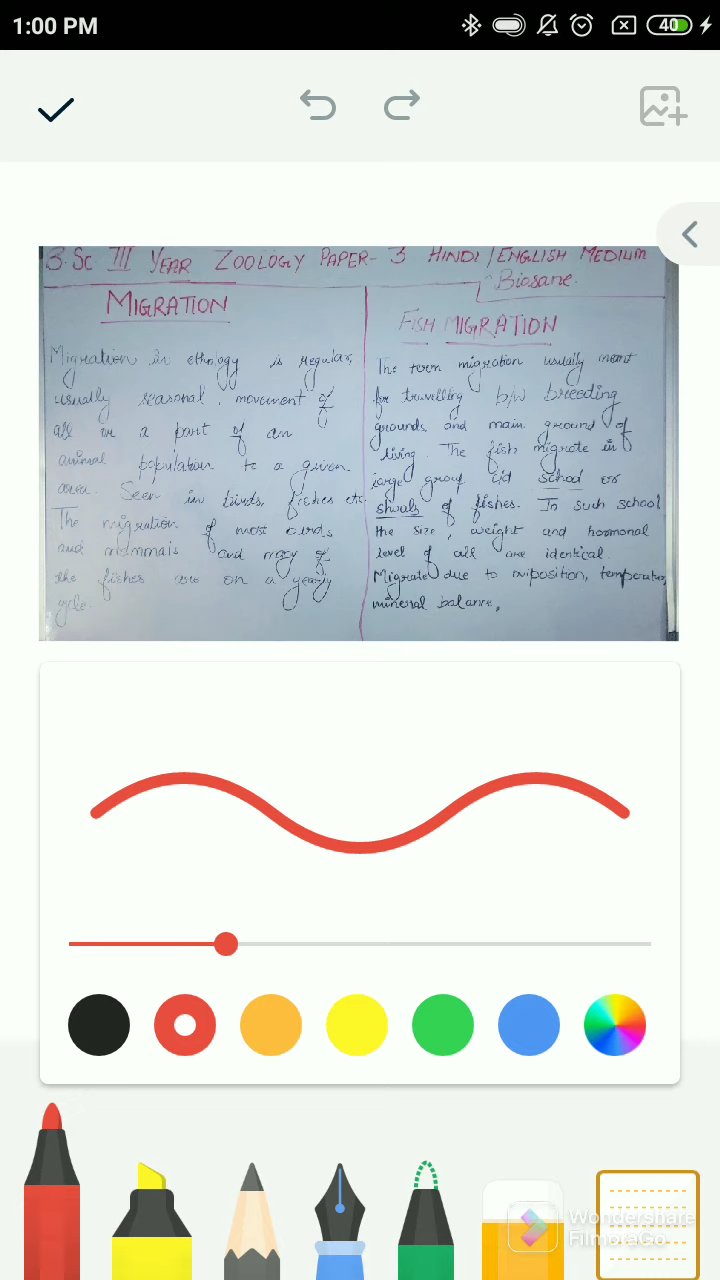 1:00 PM
40
B.Sc III YEAR ZOOLOGY PAPER- 3 HINDI/ENGLISH MEDIUM
Biosane.
MIGRATION
Migration in ethology is regular,
usually seasonal, movement of
all or a part of an
animal population to a given
area. Seen in birds, fishes etc.
The migration of most birds
and mammals and many of
the fishes are on a yearly
cycle.
FISH MIGRATION
The term migration usually ment
for travelling b/w breeding
grounds and main ground of
living The fish migrate in
large group school or
shoals of fishes. In such school
the size, weight and hormonal
level of all are identical.
Migrate due to oviposition, temperature,
mineral balance,
Wondershare
FilmoraGo